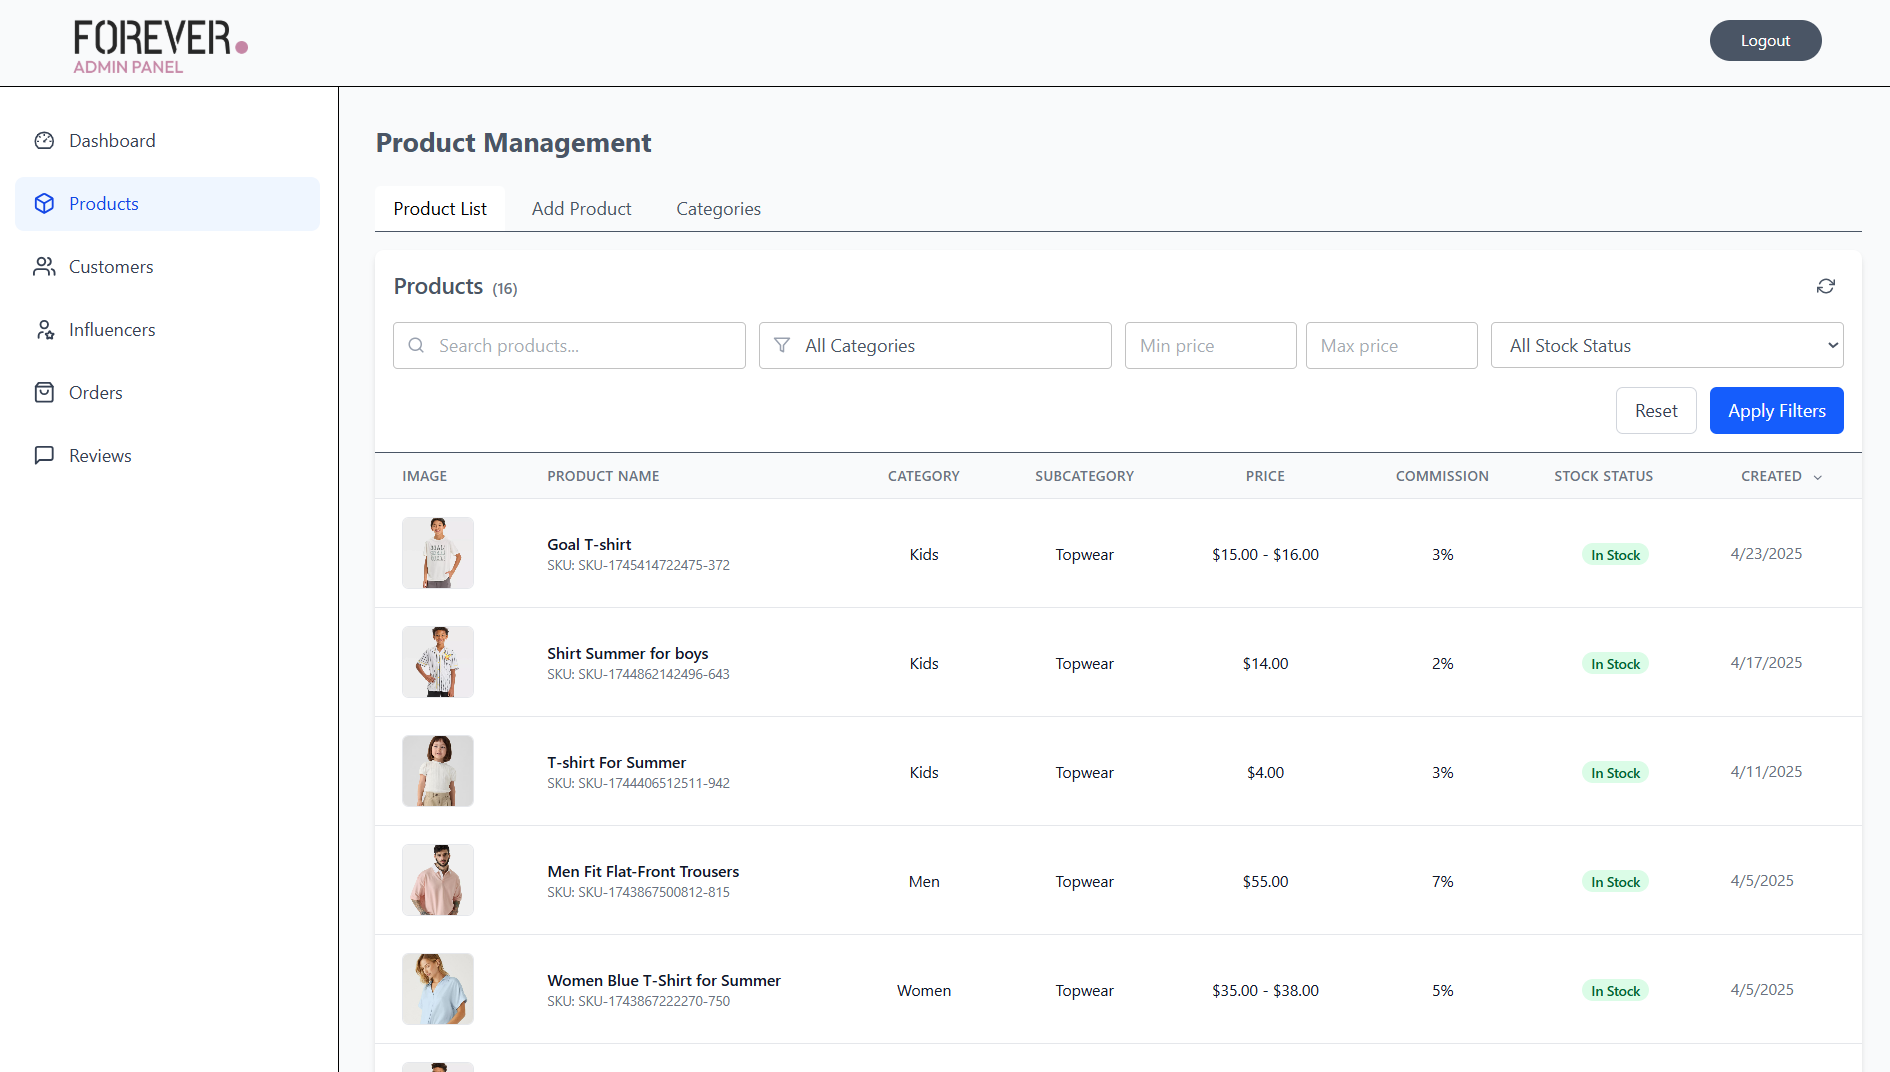 FOREVER.
ADMIN PANEL
Logout
Dashboard
Products
Customers
Influencers
Orders
Reviews
Product Management
Product List
Add Product
Categories
Products (16)
Search products...
All Categories
Min price
Max price
All Stock Status
Reset
Apply Filters
IMAGE PRODUCT NAME CATEGORY SUBCATEGORY PRICE COMMISSION STOCK STATUS CREATED
Goal T-shirt
SKU: SKU-1745414722475-372
Kids Topwear $15.00 - $16.00 3% In Stock 4/23/2025
Shirt Summer for boys
SKU: SKU-1744862142496-643
Kids Topwear $14.00 2% In Stock 4/17/2025
T-shirt For Summer
SKU: SKU-1744406512511-942
Kids Topwear $4.00 3% In Stock 4/11/2025
Men Fit Flat-Front Trousers
SKU: SKU-1743867500812-815
Men Topwear $55.00 7% In Stock 4/5/2025
Women Blue T-Shirt for Summer
SKU: SKU-1743867222270-750
Women Topwear $35.00 - $38.00 5% In Stock 4/5/2025